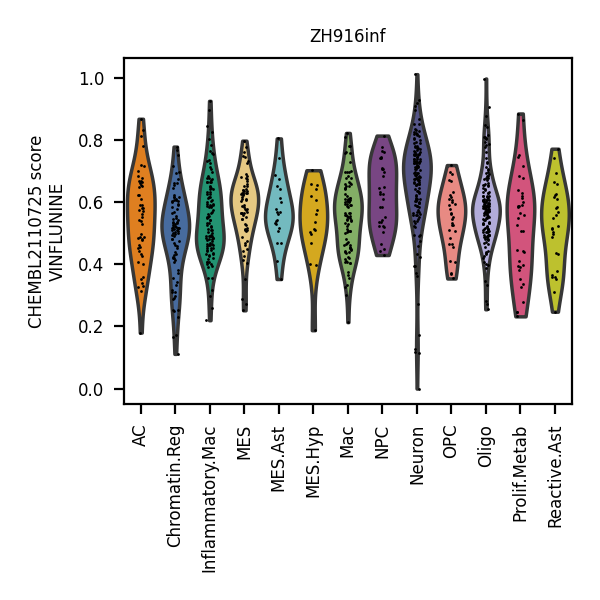 ZH916inf
CHEMBL2110725 score
VINFLUNINE
1.0
0.8
0.6
0.4
0.2
0.0
AC
Chromatin.Reg
Inflammatory.Mac
MES
MES.Ast
MES.Hyp
Mac
NPC
Neuron
OPC
Oligo
Prolif.Metab
Reactive.Ast